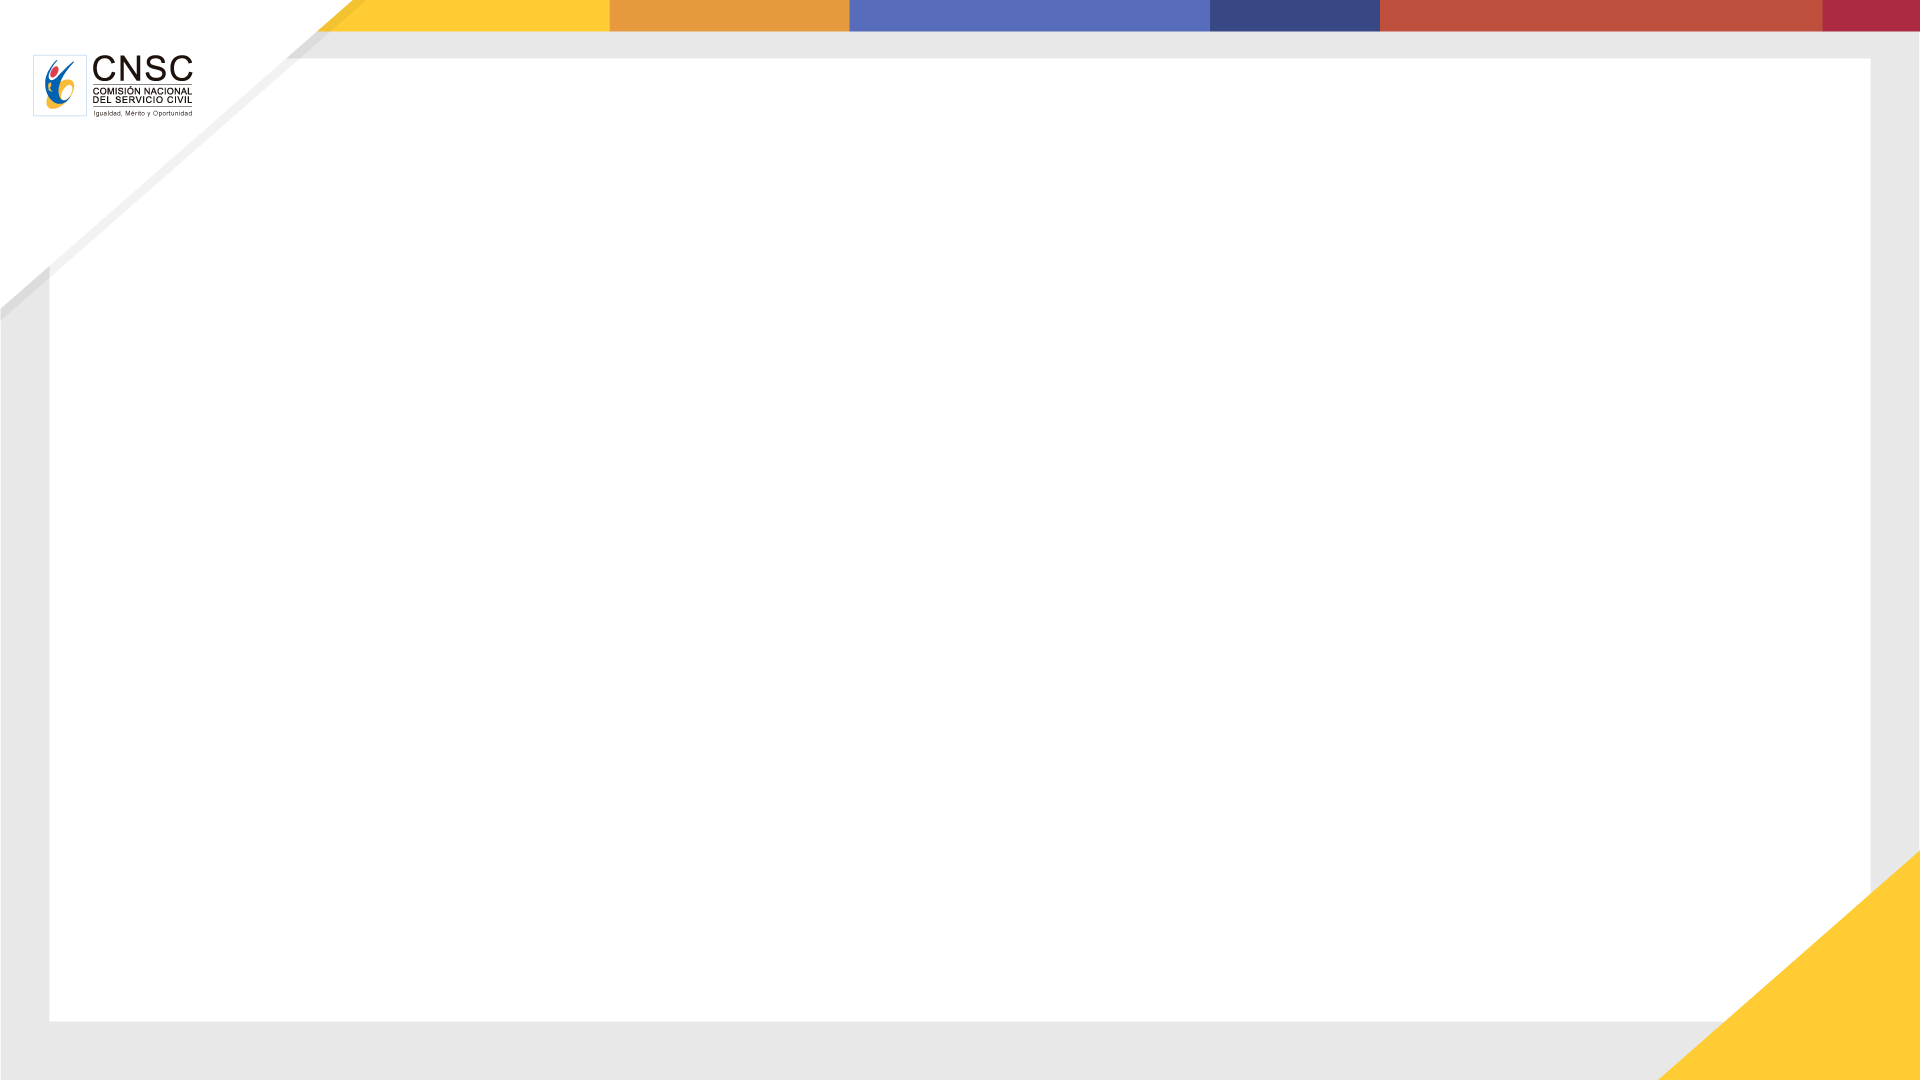 CNSC
COMISIÓN NACIONAL
DEL SERVICIO CIVIL
Igualdad, Mérito y Oportunidad